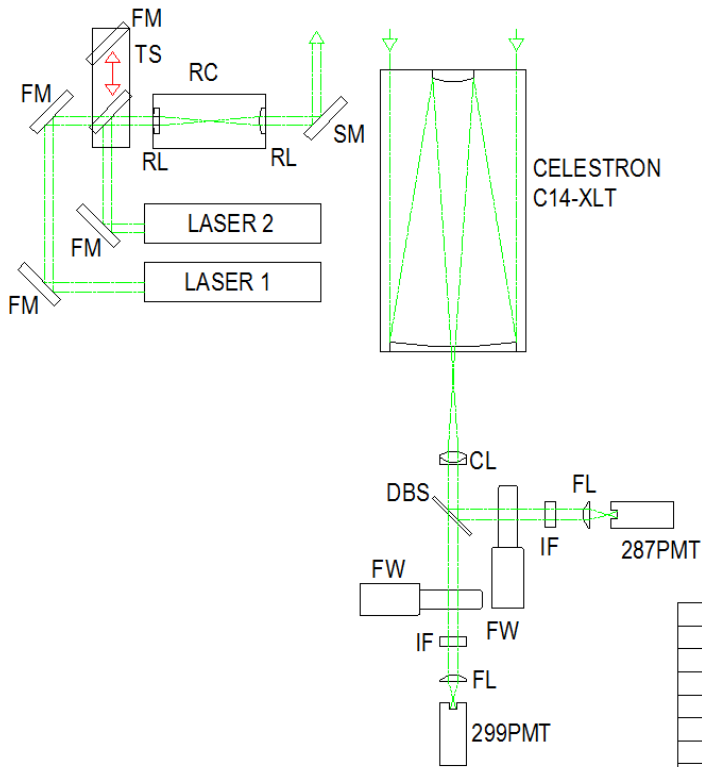 FM
TS
RC
FM
SM
RL
RL
CELESTRON
C14-XLT
LASER 2
FM
LASER 1
FM
CL
DBS
FL
IF
287PMT
FW
FW
IF
FL
299PMT